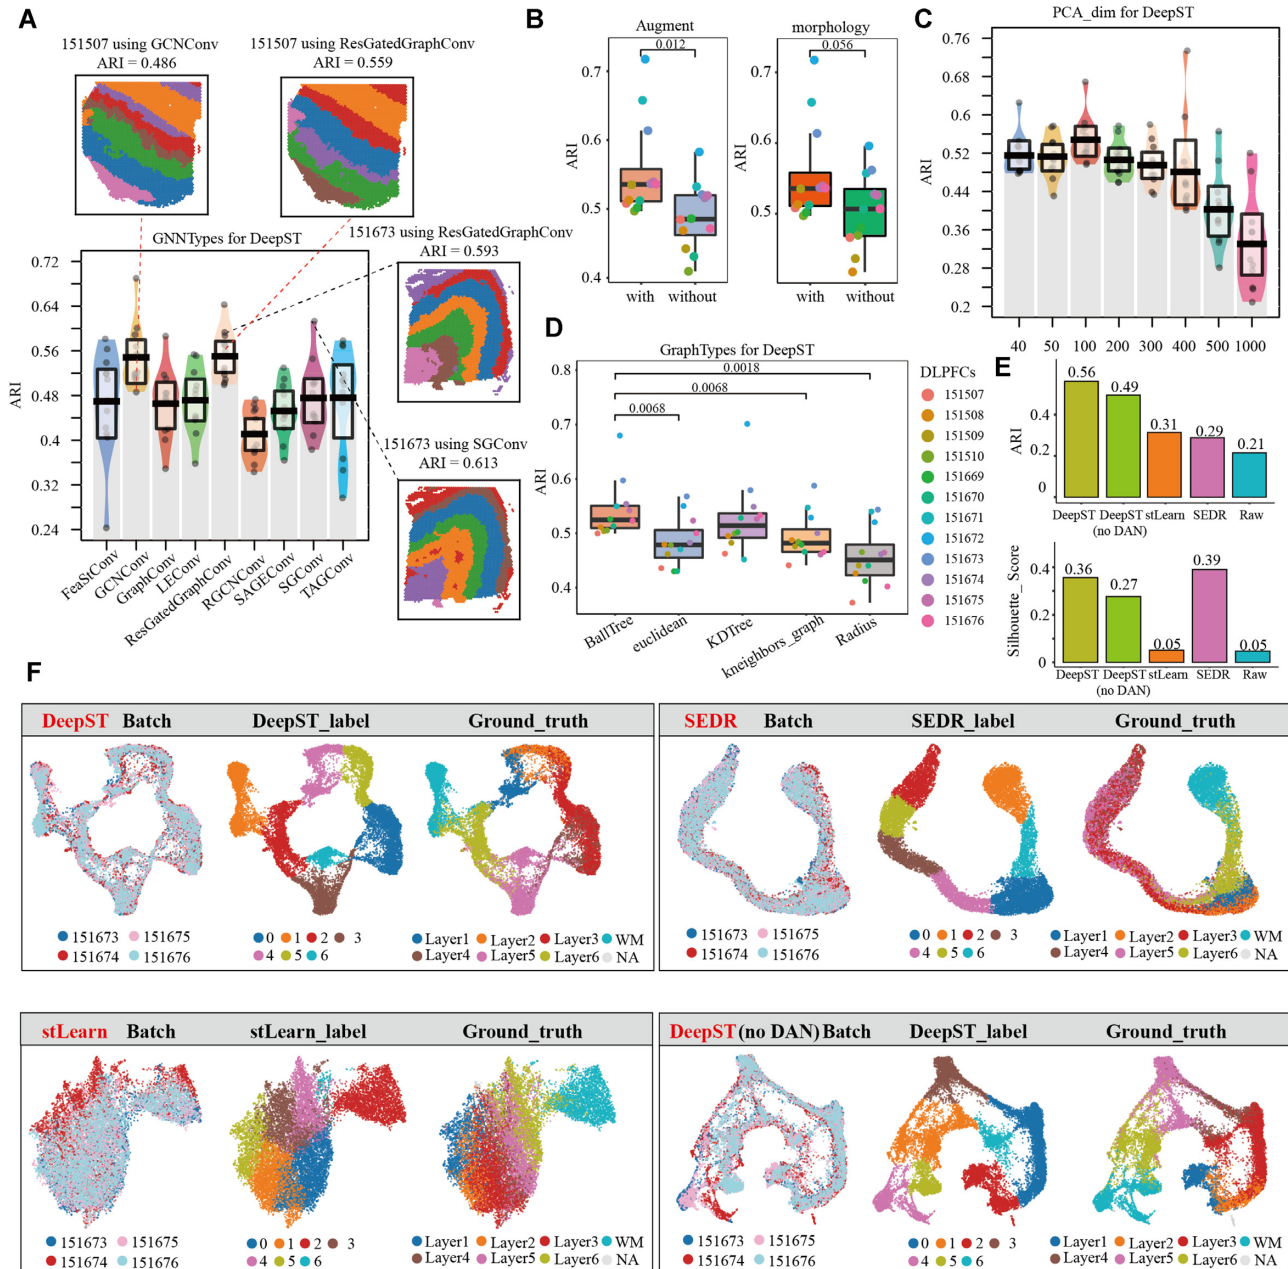 A
151507 using GCNConv
ARI = 0.486
151507 using ResGatedGraphConv
ARI = 0.559
GNNTypes for DeepST
ARI
0.72
0.64
0.56
0.48
0.4
0.32
0.24
FeaStConv
GCNConv
GraphConv
LEConv
ResGatedGraphConv
RGCNConv
SAGEConv
SGConv
TAGConv
151673 using ResGatedGraphConv
ARI = 0.593
151673 using SGConv
ARI = 0.613
B
Augment
0.012
ARI
0.7
0.6
0.5
0.4
with without
morphology
0.056
ARI
0.7
0.6
0.5
with without
C
PCA_dim for DeepST
ARI
0.76
0.68
0.6
0.52
0.44
0.36
0.28
0.2
40 50 100 200 300 400 500 1000
D
GraphTypes for DeepST
ARI
0.8
0.7
0.6
0.5
0.4
0.0018
0.0068
0.0068
BallTree
euclidean
KDTree
kneighbors_graph
Radius
DLPFCs
151507
151508
151509
151510
151669
151670
151671
151672
151673
151674
151675
151676
E
ARI
0.4
0.2
0
0.56
0.49
0.31
0.29
0.21
DeepST DeepST stLearn SEDR Raw
(no DAN)
Silhouette_Score
0.4
0.2
0
0.36
0.27
0.05
0.39
0.05
DeepST DeepST stLearn SEDR Raw
(no DAN)
F
DeepST Batch DeepST_label Ground_truth
151673 151675
151674 151676
0 1 2 3
4 5 6
Layer1 Layer2 Layer3 WM
Layer4 Layer5 Layer6 NA
SEDR Batch SEDR_label Ground_truth
151673 151675
151674 151676
0 1 2 3
4 5 6
Layer1 Layer2 Layer3 WM
Layer4 Layer5 Layer6 NA
stLearn Batch stLearn_label Ground_truth
151673 151675
151674 151676
0 1 2 3
4 5 6
Layer1 Layer2 Layer3 WM
Layer4 Layer5 Layer6 NA
DeepST (no DAN) Batch DeepST_label Ground_truth
151673 151675
151674 151676
0 1 2 3
4 5 6
Layer1 Layer2 Layer3 WM
Layer4 Layer5 Layer6 NA